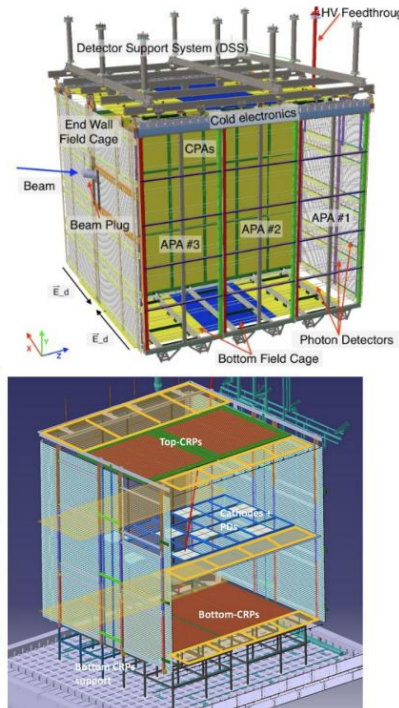 HV Feedthrough
Detector Support System (DSS)
End Wall
Field Cage
Cold electronics
CPAs
Beam
APA #1
Beam Plug
APA #2
APA #3
E_d
E_d
Photon Detectors
Bottom Field Cage
X
Y
Z
Top-CRPs
Cathodes +
PDs
Bottom-CRPs
Bottom CRPs
support